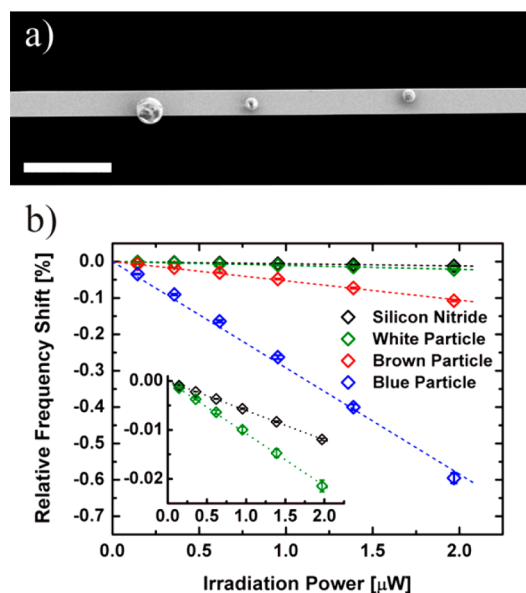 a)
b)
0.0
-0.1
-0.2
-0.3
-0.4
-0.5
-0.6
-0.7
Relative Frequency Shift [%]
Silicon Nitride
White Particle
Brown Particle
Blue Particle
0.00
-0.01
-0.02
0.0 0.5 1.0 1.5 2.0
0.0 0.5 1.0 1.5 2.0
Irradiation Power [µW]